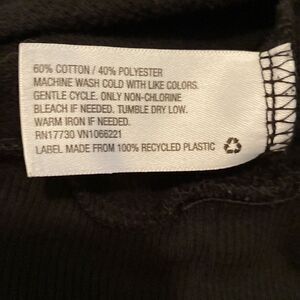 60% COTTON / 40% POLYESTER
MACHINE WASH COLD WITH LIKE COLORS.
GENTLE CYCLE. ONLY NON-CHLORINE
BLEACH IF NEEDED. TUMBLE DRY LOW.
WARM IRON IF NEEDED.
RN17730 VN1066221
LABEL MADE FROM 100% RECYCLED PLASTIC